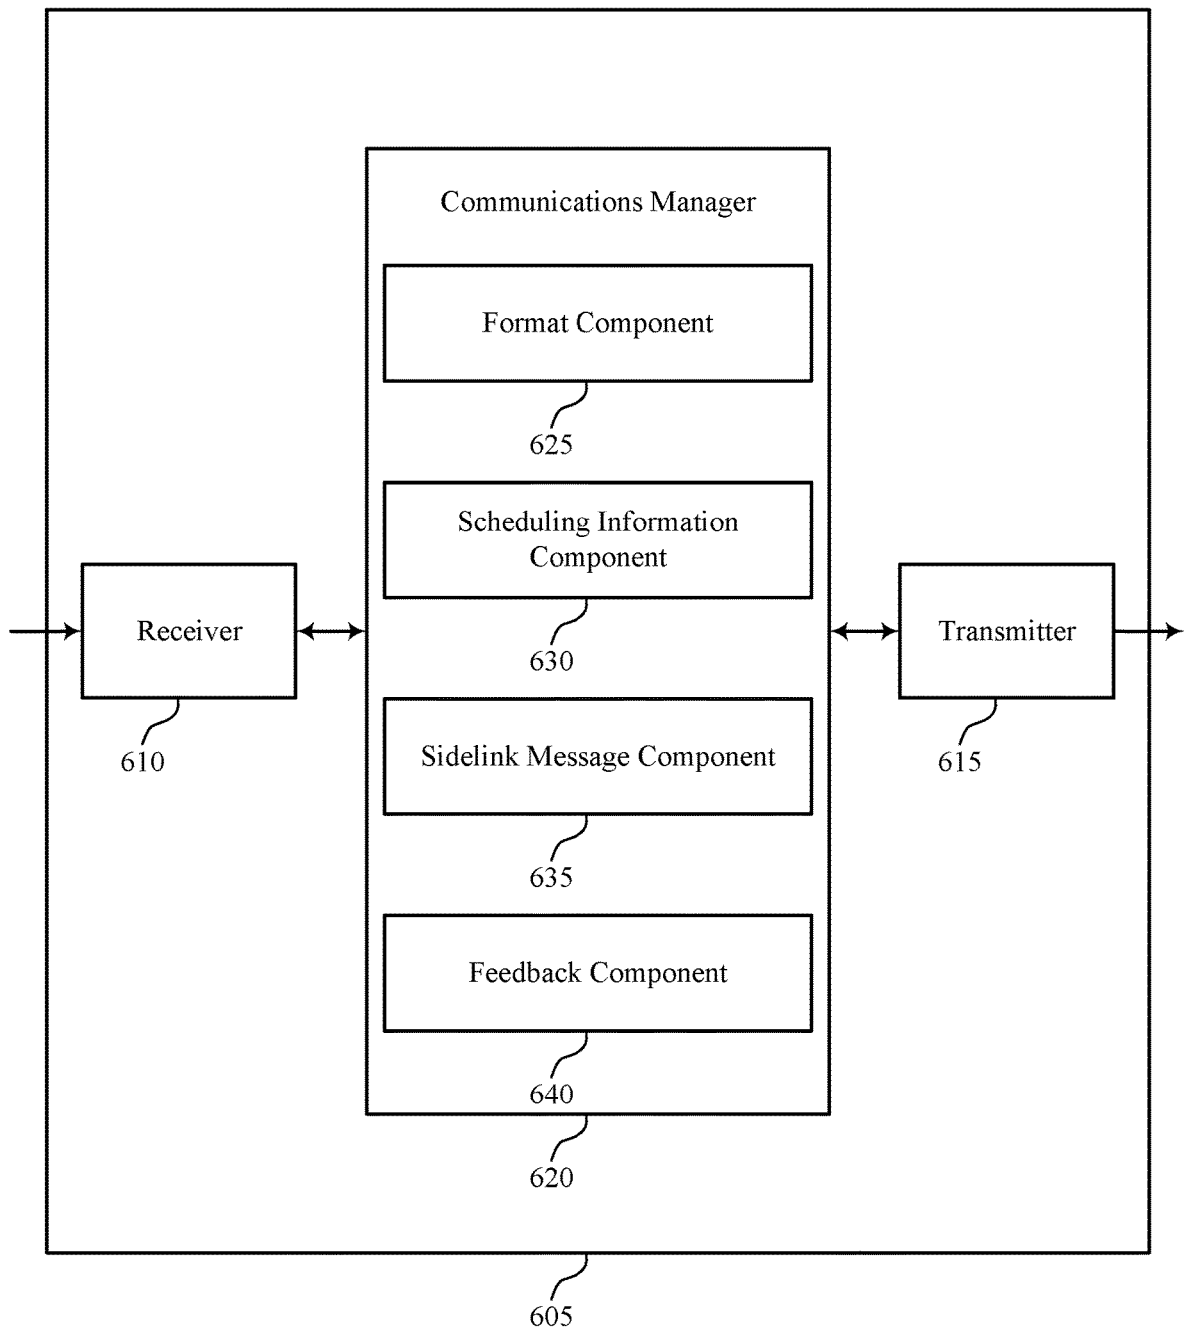 Communications Manager
Format Component
625
Scheduling Information
Component
630
Receiver
610
Transmitter
615
Sidelink Message Component
635
Feedback Component
640
620
605